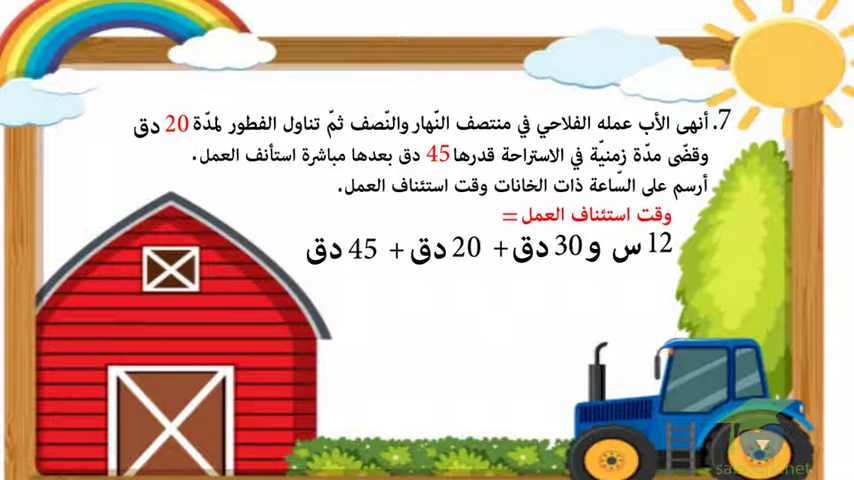 7. أنهى الأب عمله الفلاحي في منتصف النّهار والنّصف ثمّ تناول الفطور لمدّة 20 دق
وقضّى مدّة زمنيّة في الاستراحة قدرها 45 دق بعدها مباشرة استأنف العمل.
أرسم على السّاعة ذات الخانات وقت استئناف العمل.
وقت استئناف العمل =
12 س و 30 دق + 20 دق + 45 دق